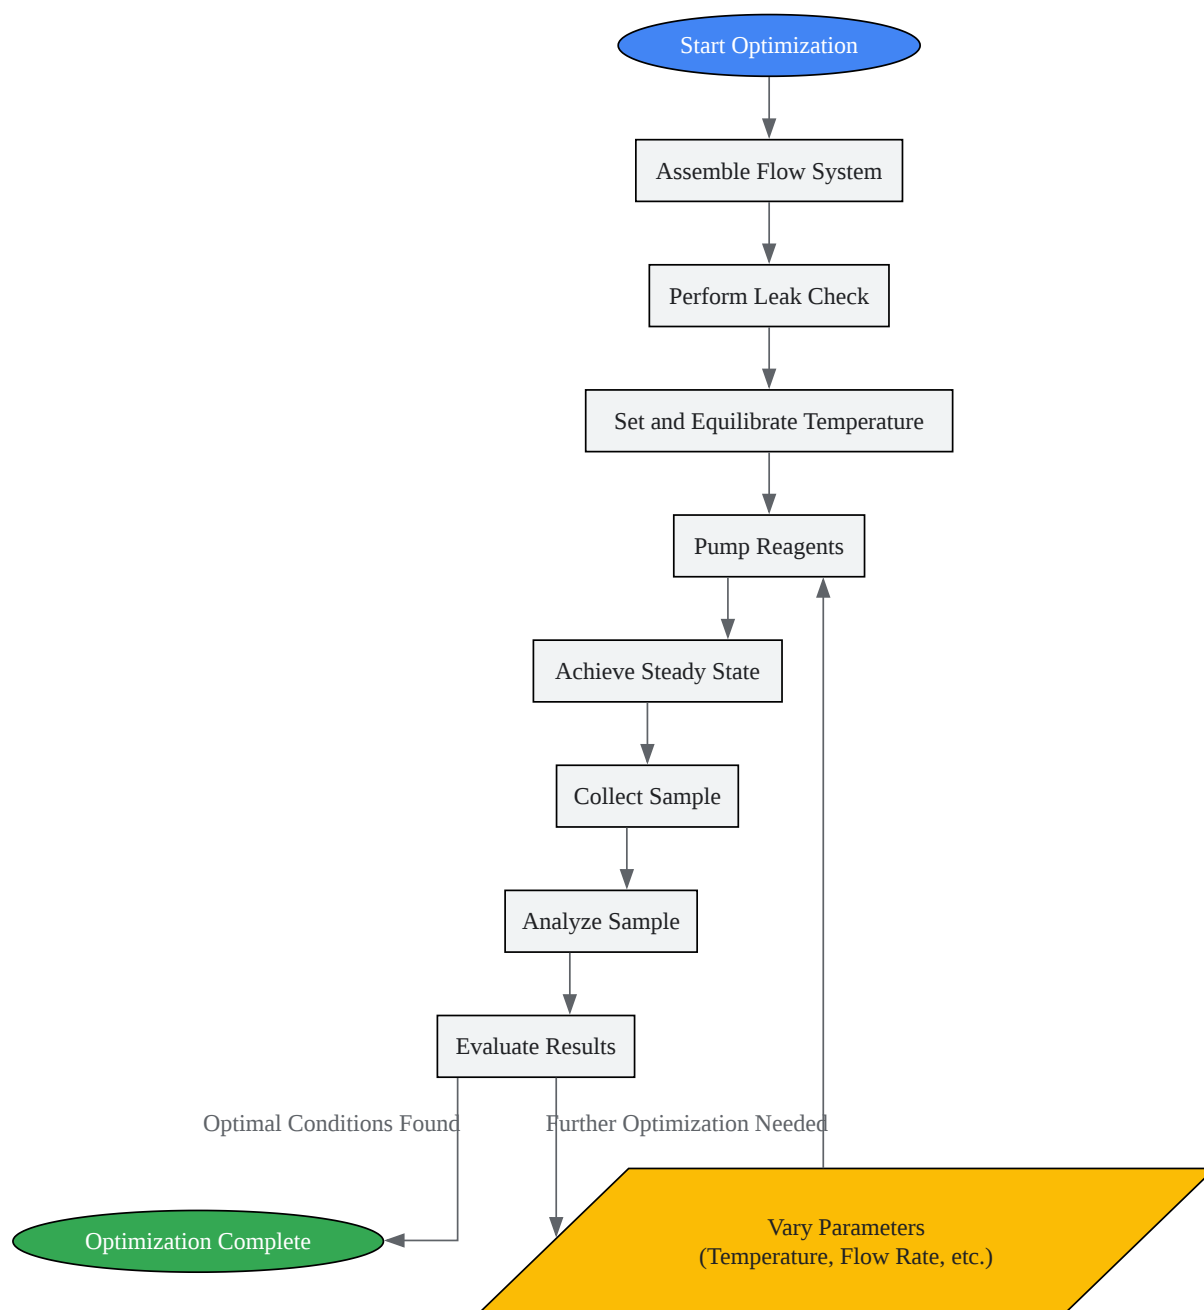 Start Optimization
Assemble Flow System
Perform Leak Check
Set and Equilibrate Temperature
Pump Reagents
Achieve Steady State
Collect Sample
Analyze Sample
Evaluate Results
Optimal Conditions Found
Further Optimization Needed
Optimization Complete
Vary Parameters
(Temperature, Flow Rate, etc.)